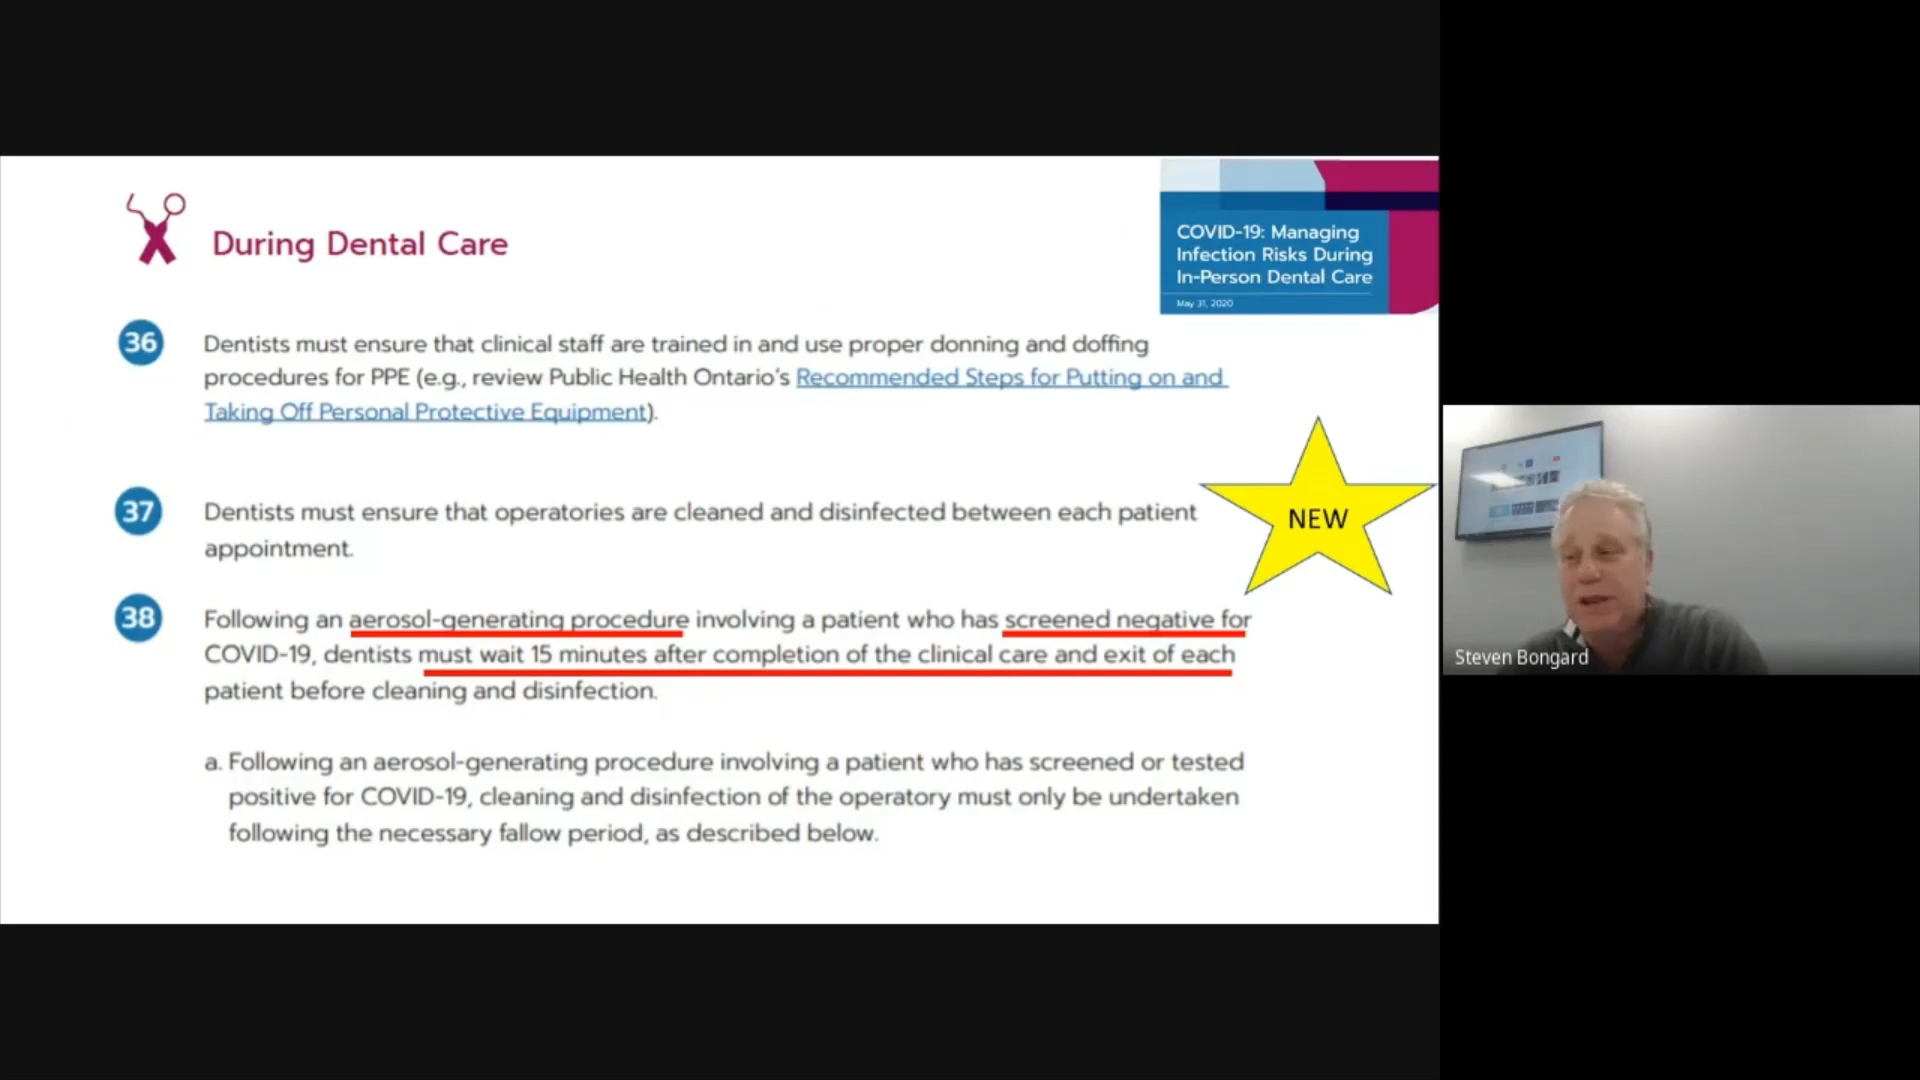 During Dental Care
COVID-19: Managing
Infection Risks During
In-Person Dental Care
May 31, 2020
36
Dentists must ensure that clinical staff are trained in and use proper donning and doffing
procedures for PPE (e.g., review Public Health Ontario's Recommended Steps for Putting on and
Taking Off Personal Protective Equipment).
37
Dentists must ensure that operatories are cleaned and disinfected between each patient
appointment.
NEW
38
Following an aerosol-generating procedure involving a patient who has screened negative for
COVID-19, dentists must wait 15 minutes after completion of the clinical care and exit of each
patient before cleaning and disinfection.
a. Following an aerosol-generating procedure involving a patient who has screened or tested
positive for COVID-19, cleaning and disinfection of the operatory must only be undertaken
following the necessary fallow period, as described below.
Steven Bongard